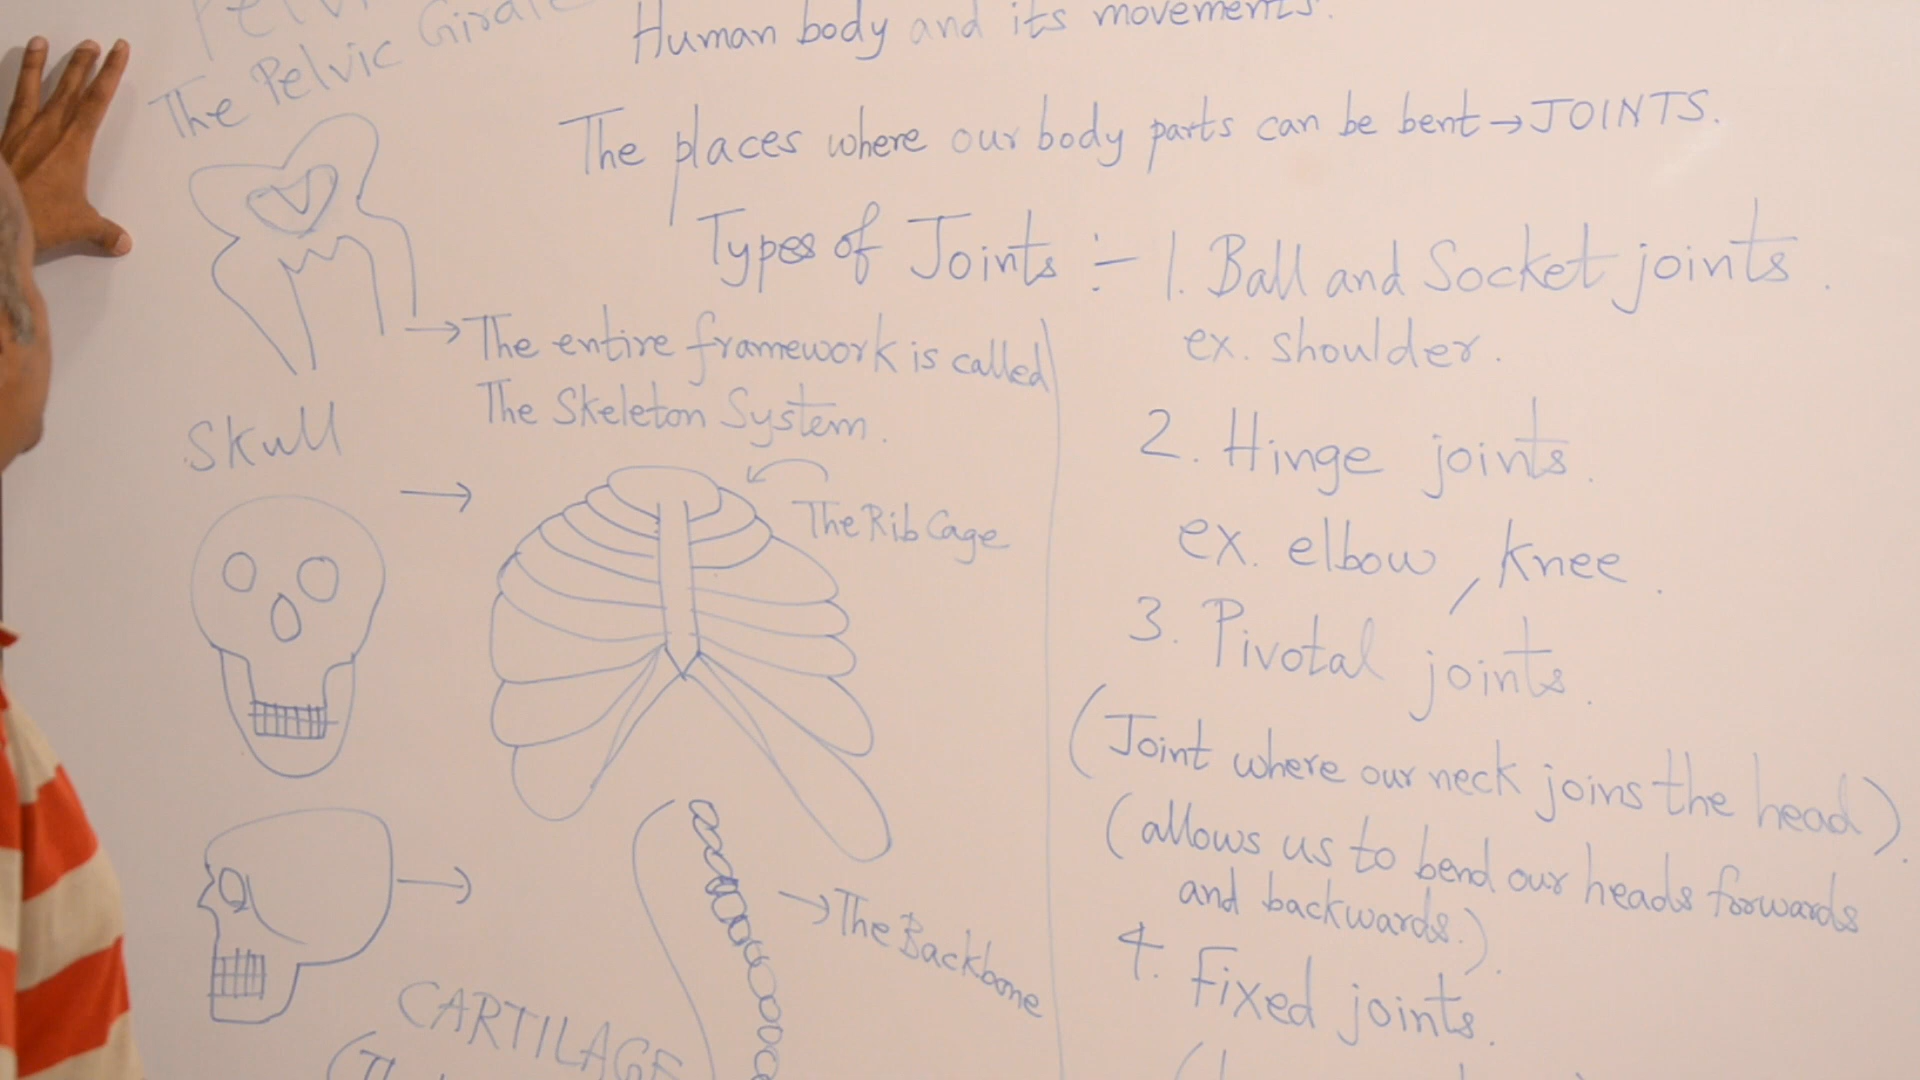 The Pelvic Girdle
Human body and its movements.
The places where our body parts can be bent → JOINTS.
Types of Joints :- 1. Ball and Socket joints.
ex. shoulder.
→ The entire framework is called
The Skeleton System.
2. Hinge joints.
ex. elbow, knee.
3. Pivotal joints.
(Joint where our neck joins the head).
(allows us to bend our heads forwards
and backwards.).
4. Fixed joints.
Skull
The Rib Cage
→ The Backbone
CARTILAGE